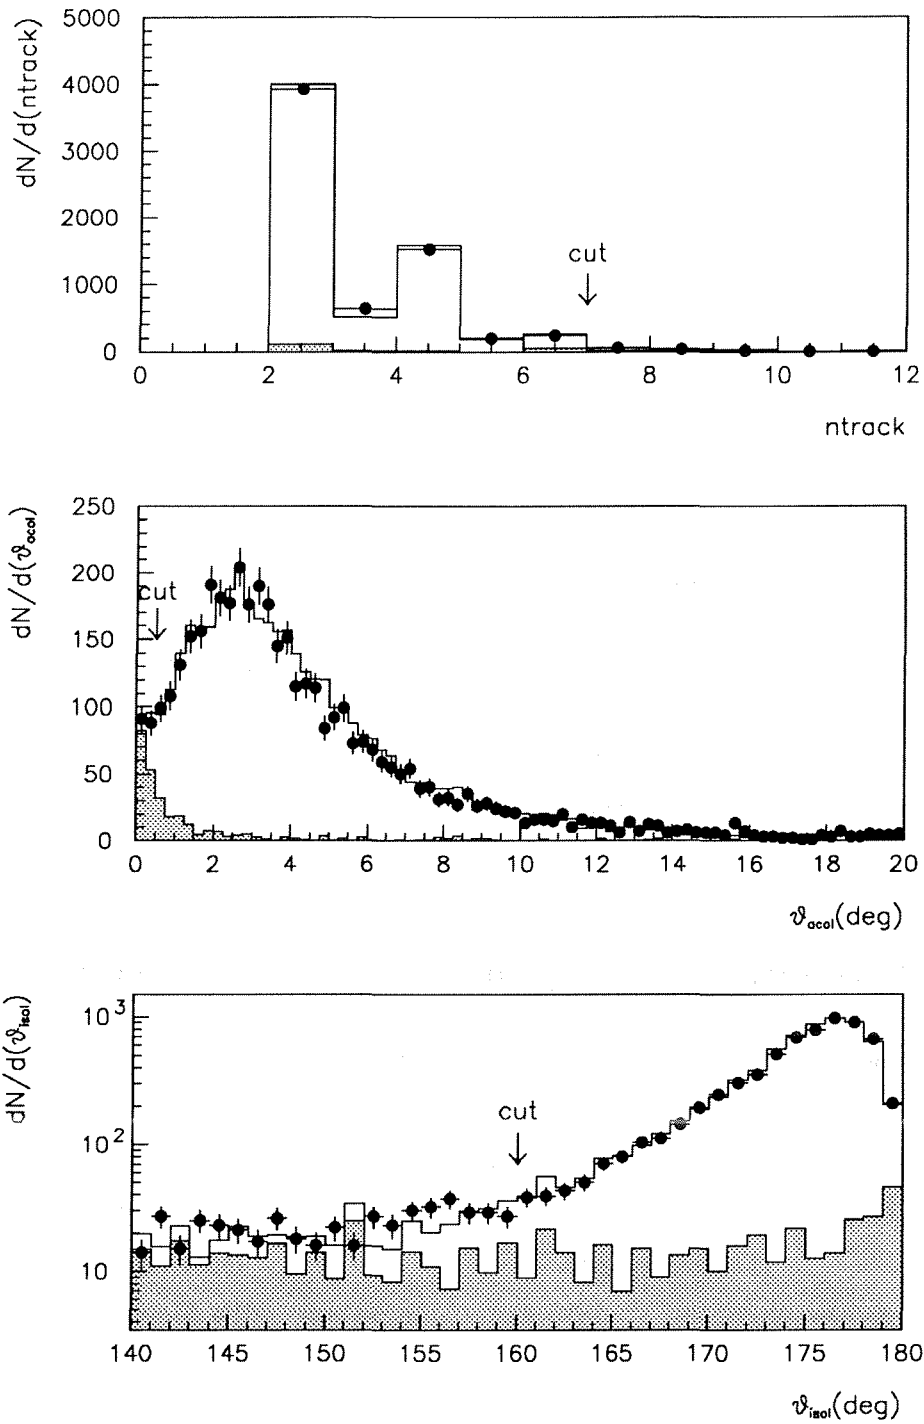 5000
4000
3000
2000
1000
0
dN/d(ntrack)
cut
0 2 4 6 8 10 12
ntrack
250
200
150
100
50
0
dN/d(ϑacol)
cut
0 2 4 6 8 10 12 14 16 18 20
ϑacol(deg)
10³
10²
10
dN/d(ϑisol)
cut
140 145 150 155 160 165 170 175 180
ϑisol(deg)